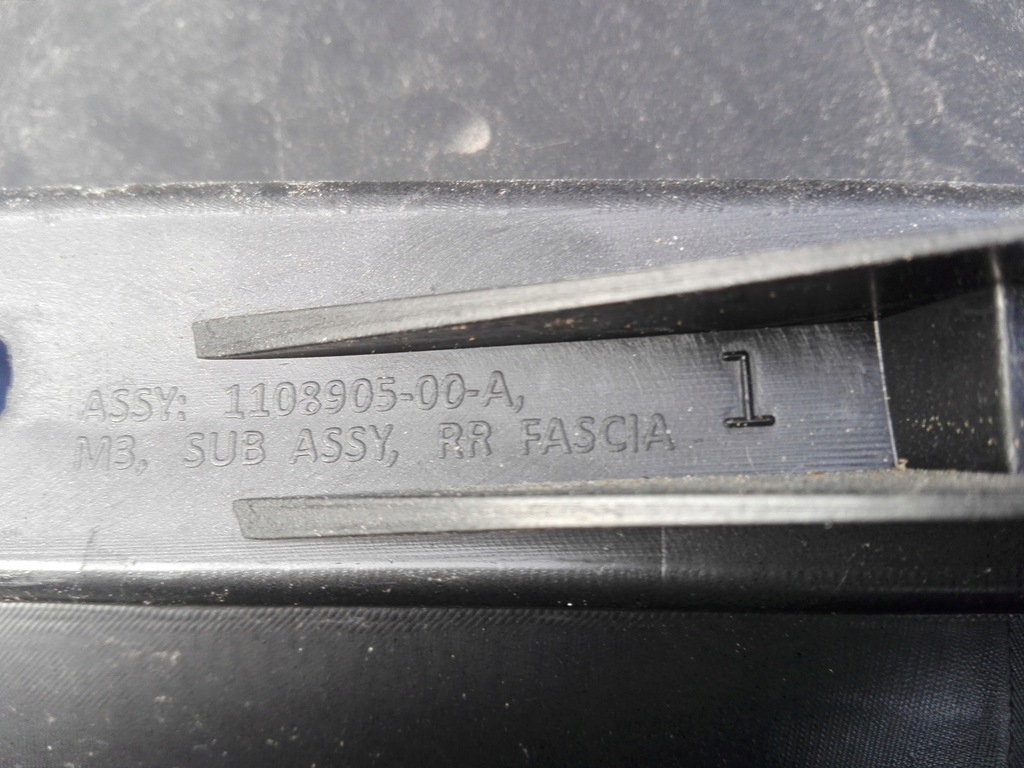 ASSY: 1108905-00-A,
M3, SUB ASSY, RR FASCIA
1